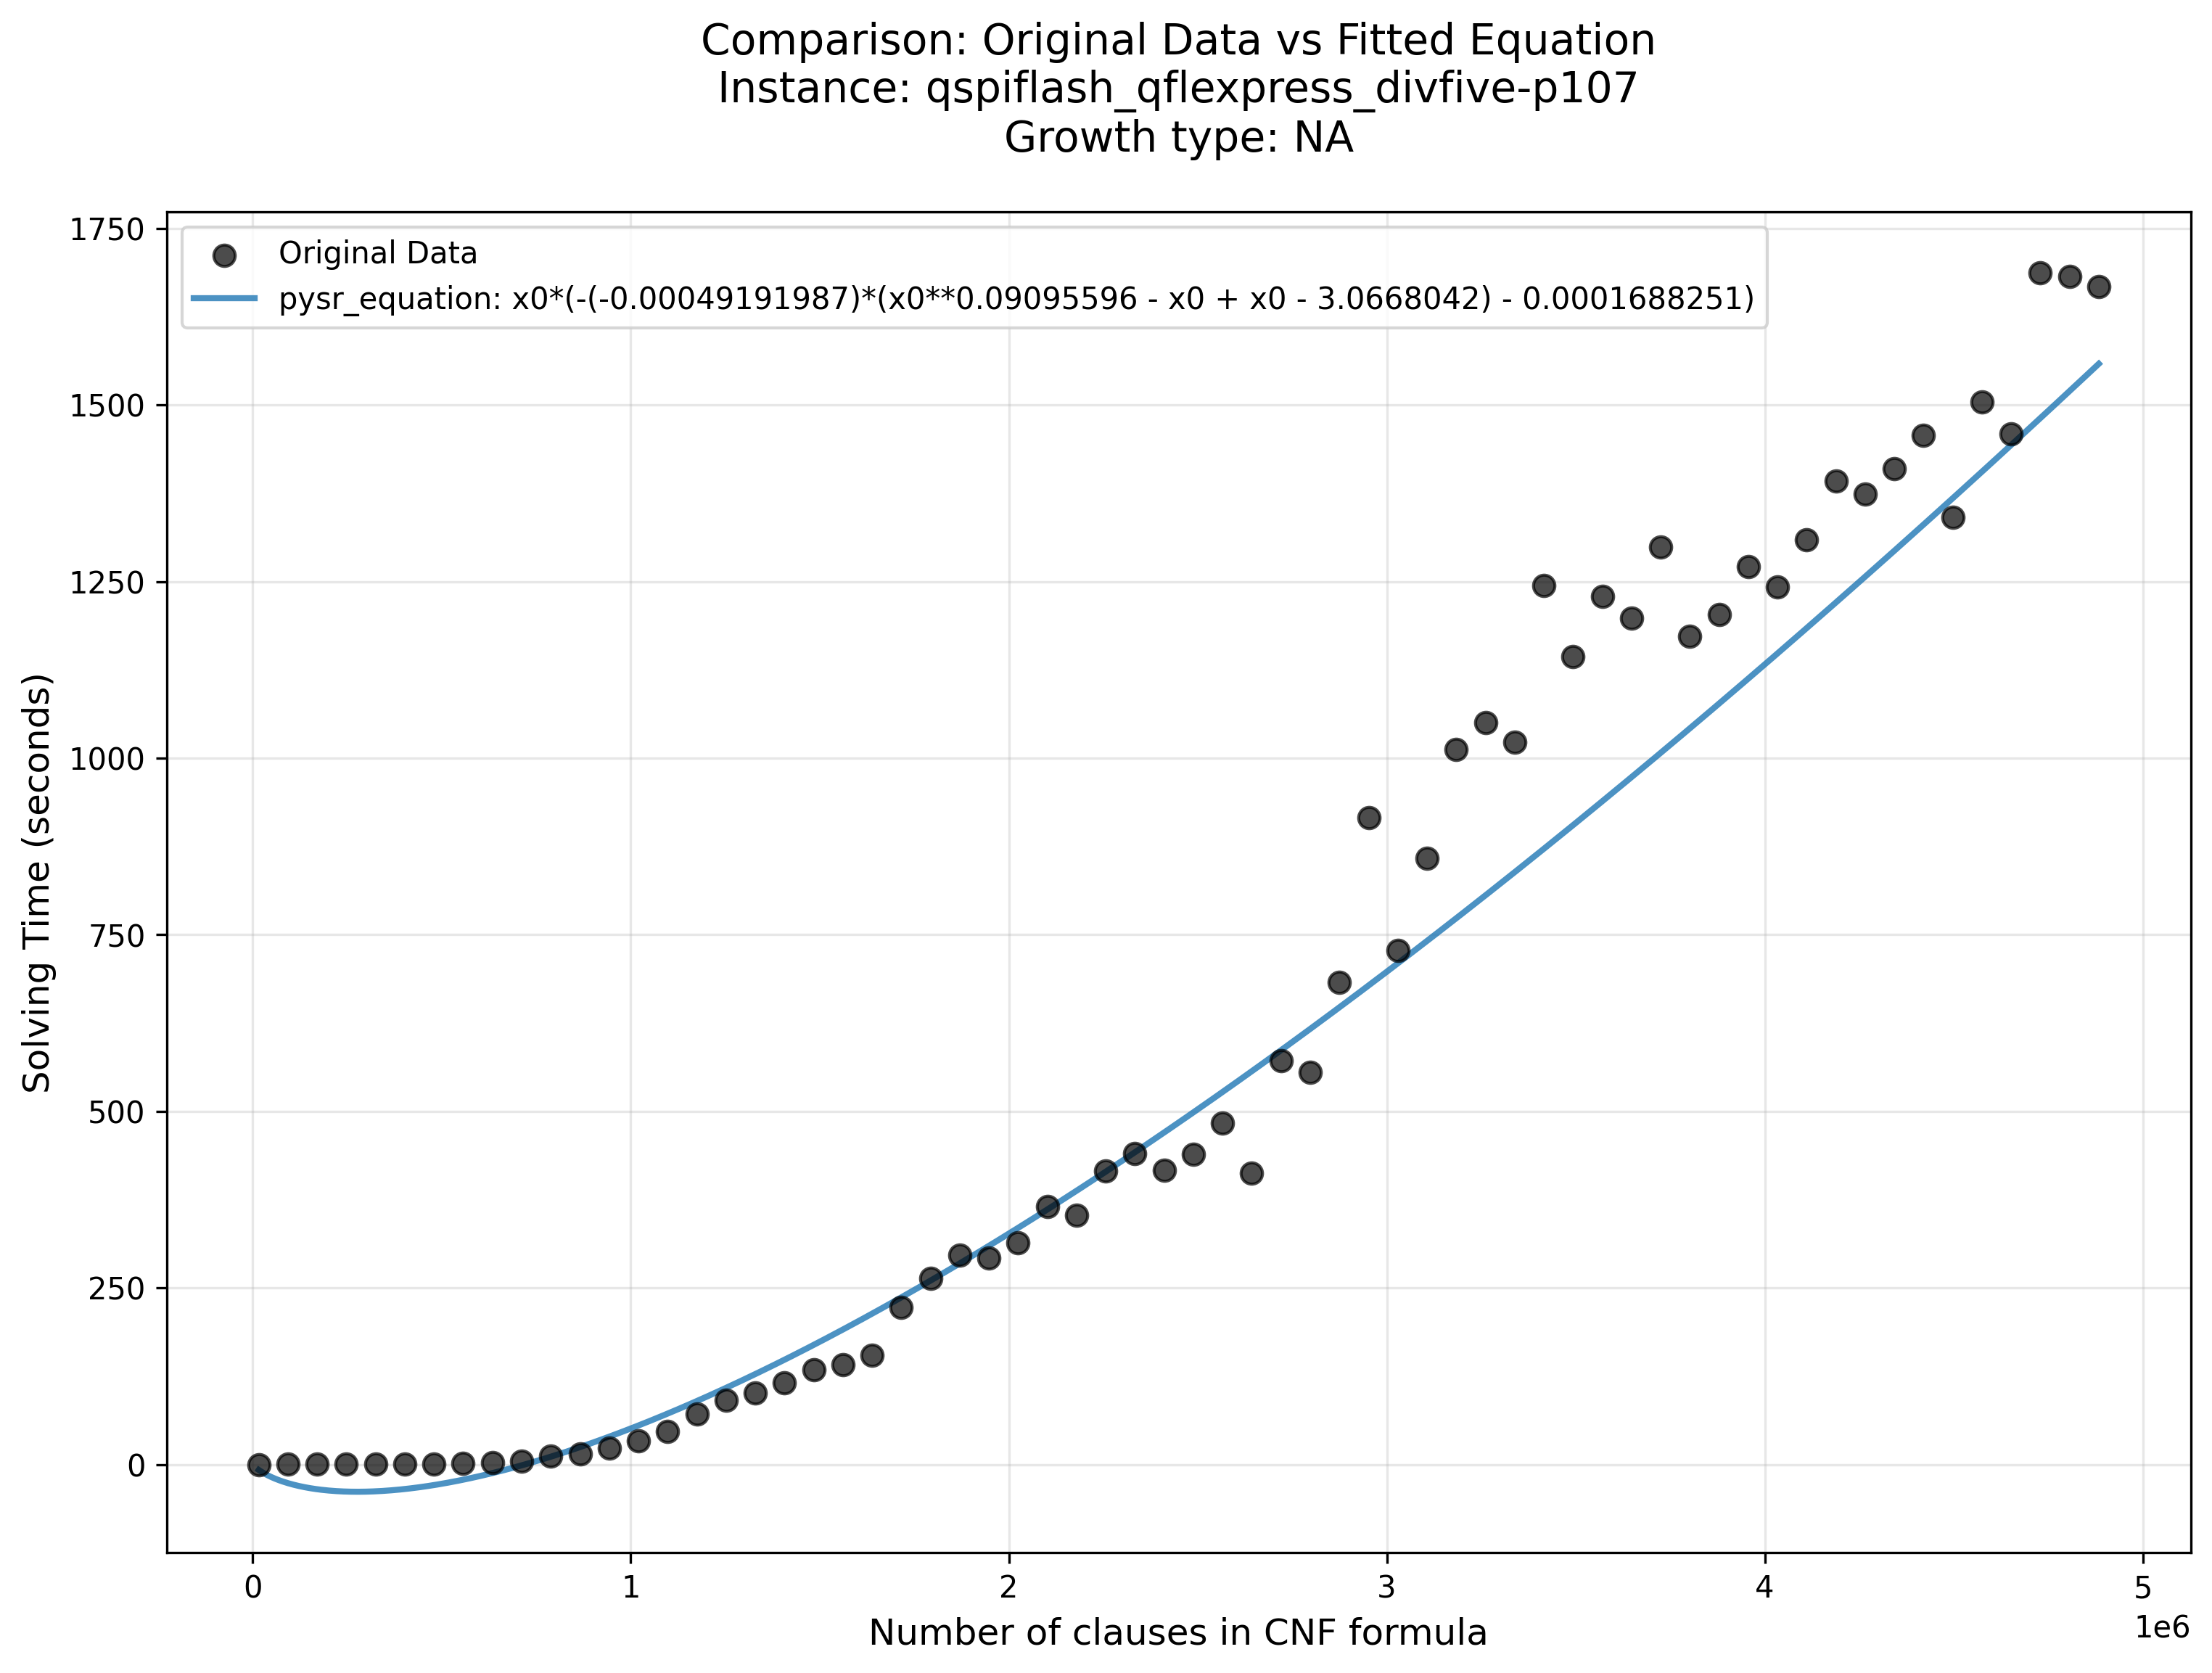 Comparison: Original Data vs Fitted Equation
Instance: qspiflash_qflexpress_divfive-p107
Growth type: NA
Original Data
pysr_equation: x0*(-(-0.00049191987)*(x0**0.09095596 - x0 + x0 - 3.0668042) - 0.0001688251)
Solving Time (seconds)
1750
1500
1250
1000
750
500
250
0
0 1 2 3 4 5
1e6
Number of clauses in CNF formula